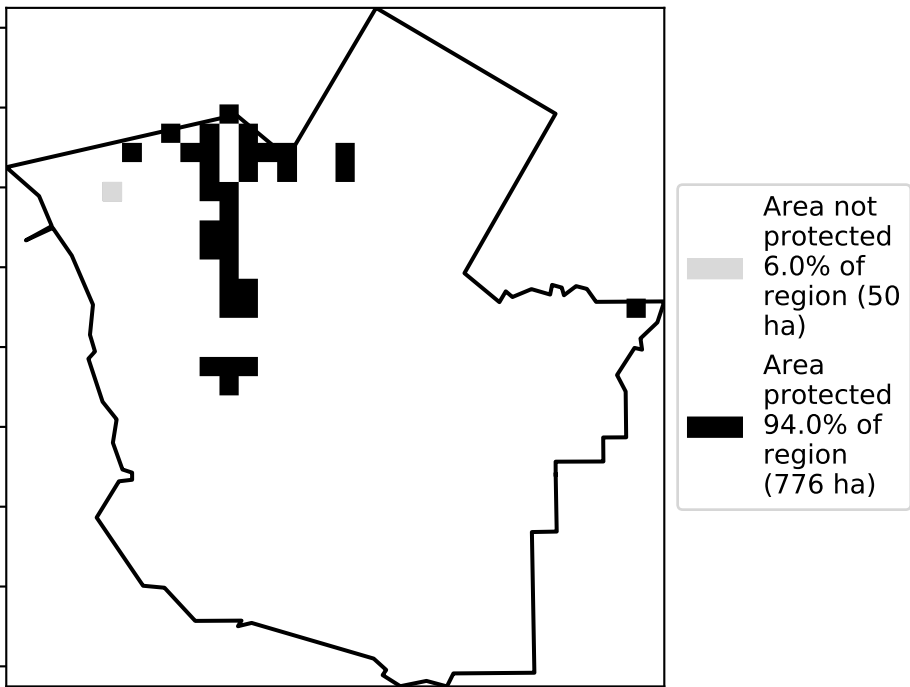 Area not
protected
6.0% of
region (50
ha)
Area
protected
94.0% of
region
(776 ha)